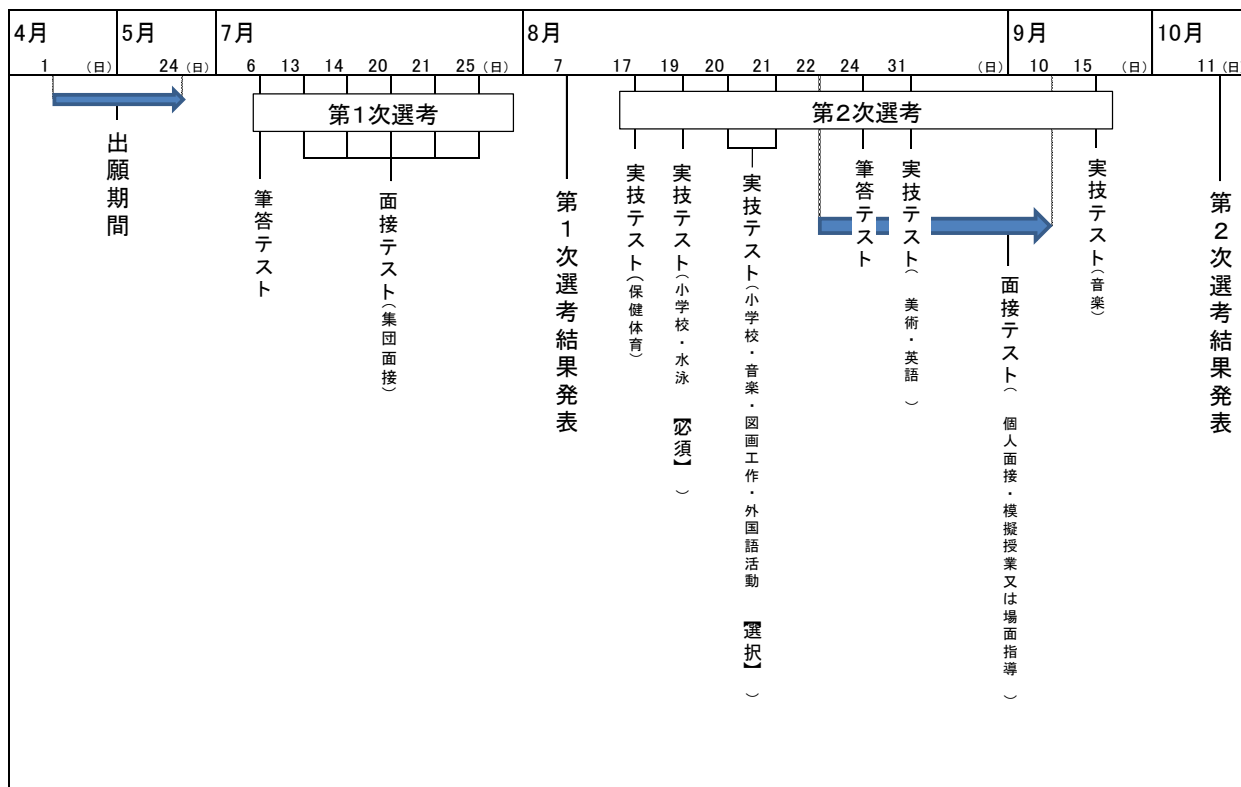 4月 5月 7月 8月 9月 10月
1 (日) 24 (日) 6 13 14 20 21 25 (日) 7 17 19 20 21 22 24 31 (日) 10 15 (日) 11 (日
第1次選考
第2次選考
出願期間
筆答テスト
面接テスト(集団面接)
第1次選考結果発表
実技テスト(保健体育)
実技テスト(小学校・水泳 【必須】 )
実技テスト(小学校・音楽・図画工作・外国語活動 【選択】 )
筆答テスト
実技テスト( 美術・英語 )
面接テスト( 個人面接・模擬授業又は場面指導 )
実技テスト(音楽)
第2次選考結果発表